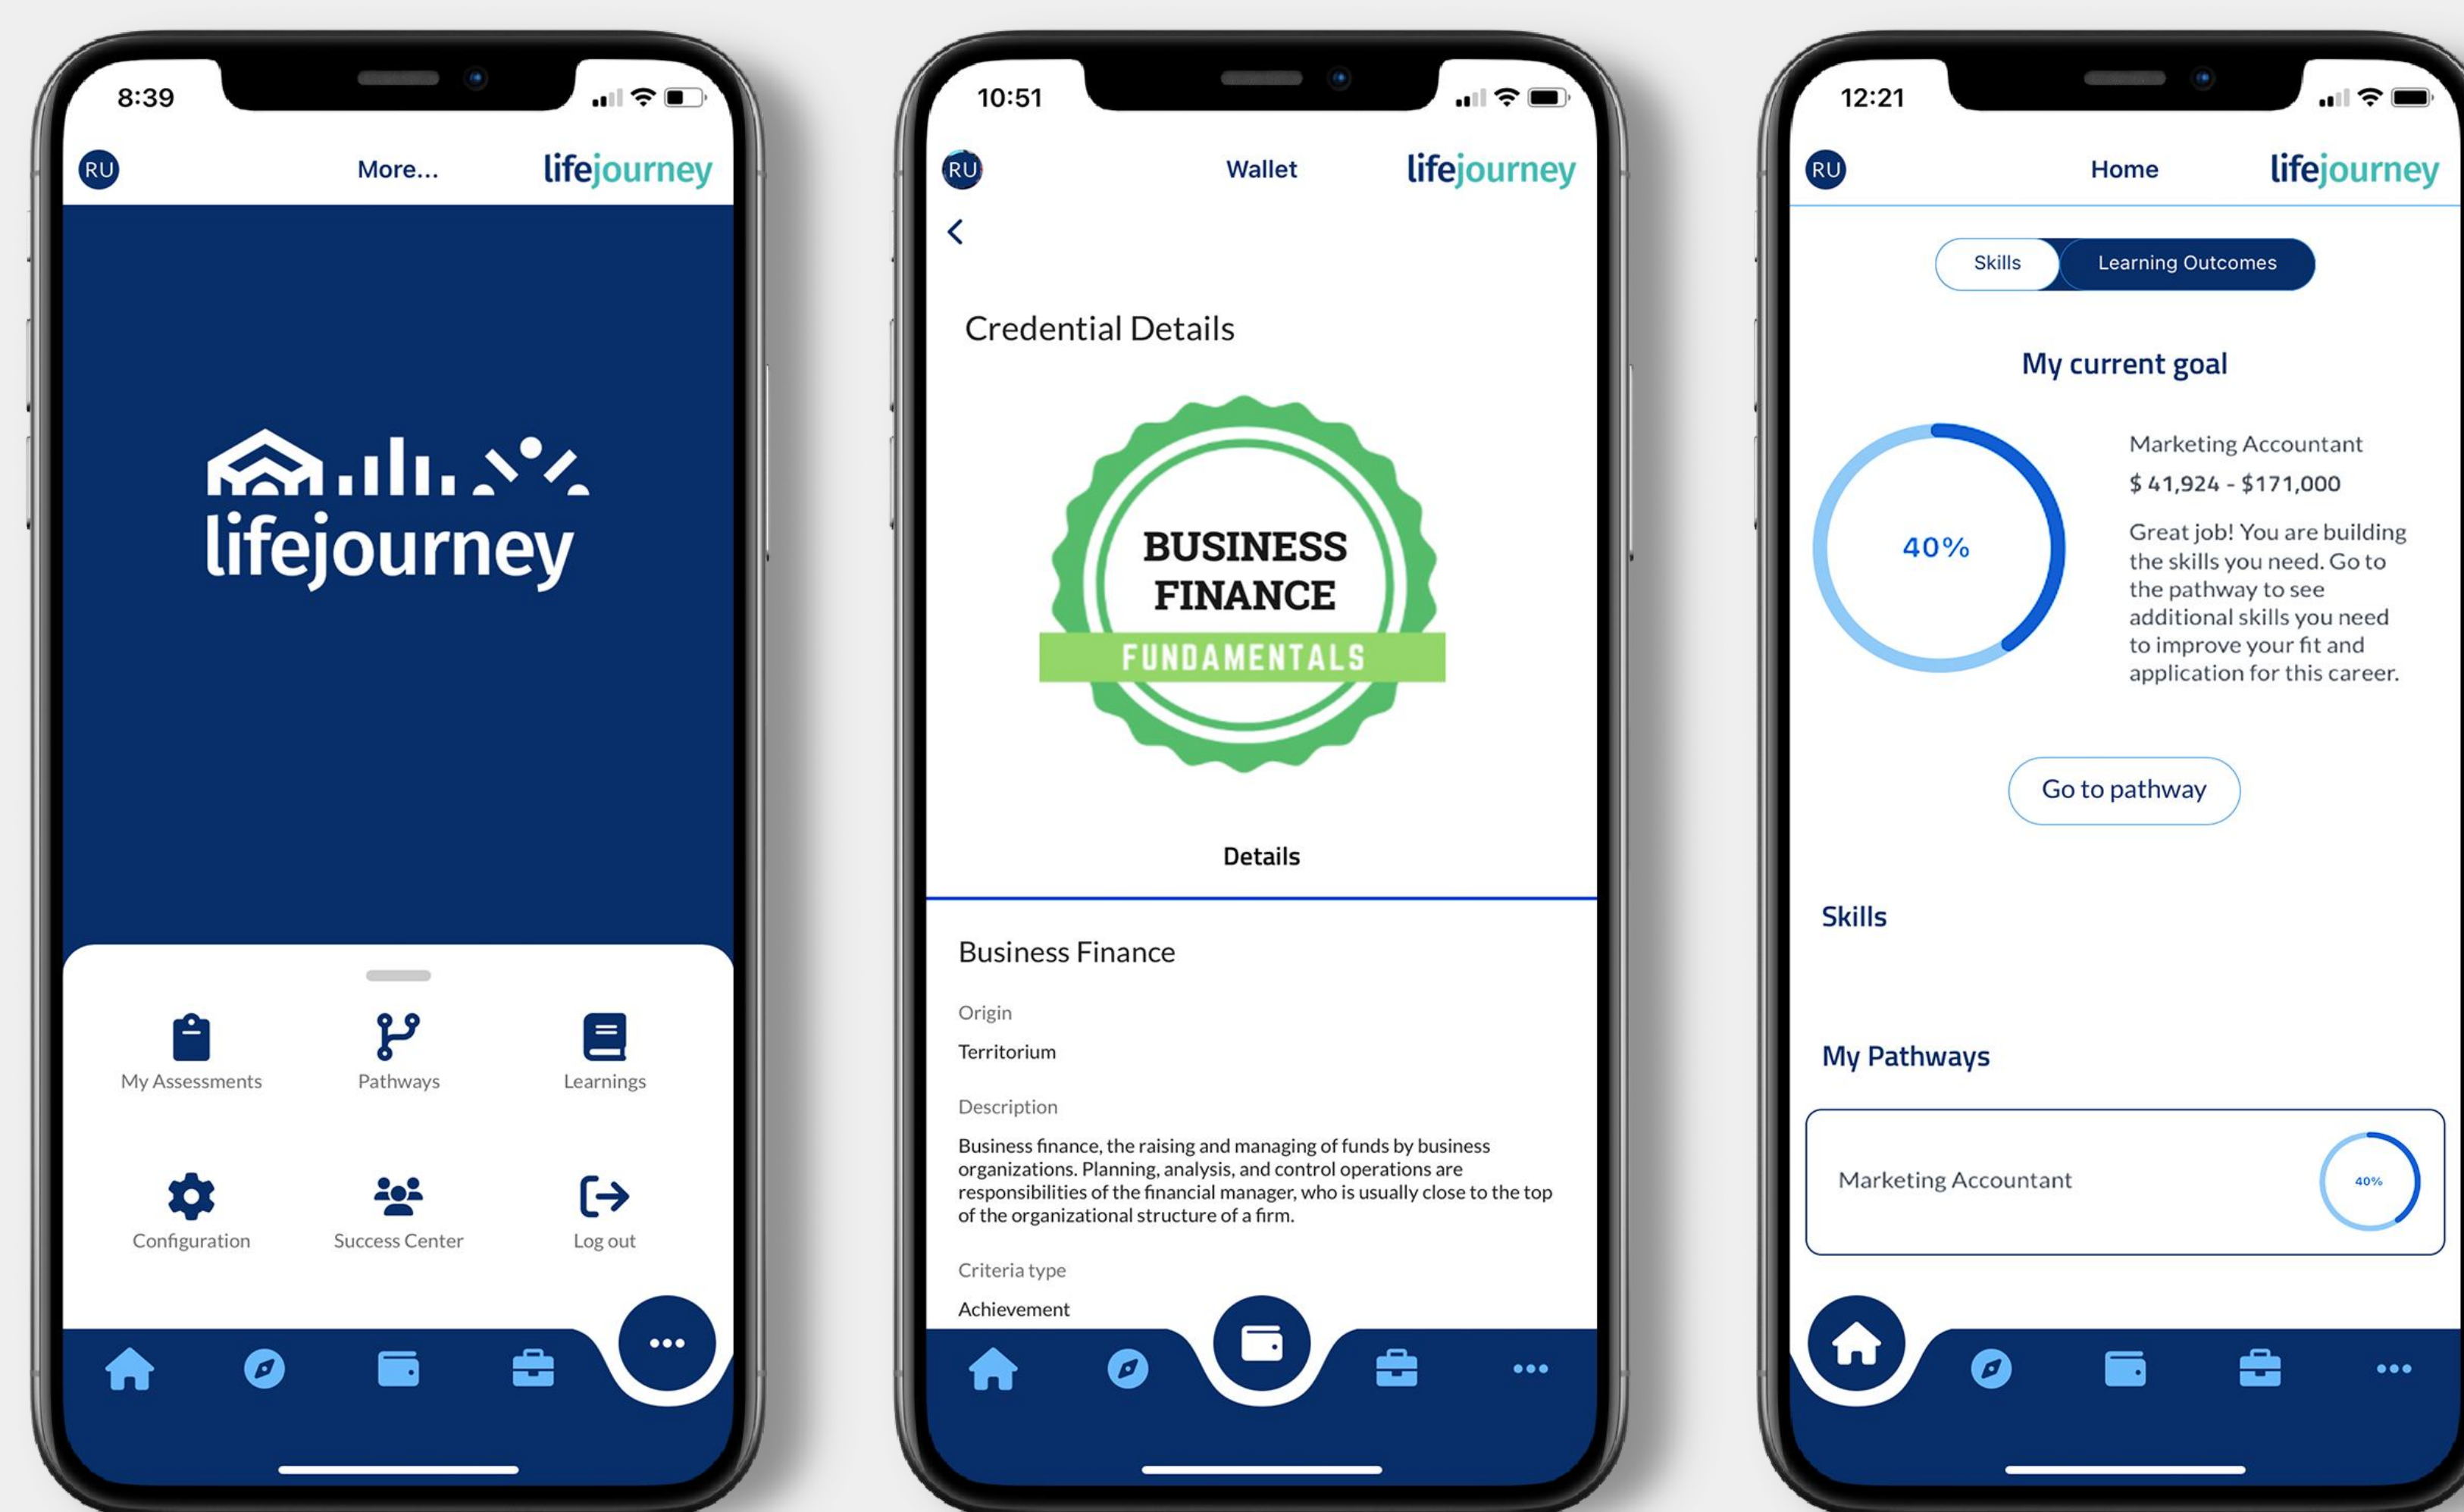 8:39
RU
More...
lifejourney
lifejourney
My Assessments
Pathways
Learnings
Configuration
Success Center
Log out
10:51
RU
Wallet
lifejourney
Credential Details
BUSINESS
FINANCE
FUNDAMENTALS
Details
Business Finance
Origin
Territorium
Description
Business finance, the raising and managing of funds by business
organizations. Planning, analysis, and control operations are
responsibilities of the financial manager, who is usually close to the top
of the organizational structure of a firm.
Criteria type
Achievement
12:21
RU
Home
lifejourney
Skills
Learning Outcomes
My current goal
40%
Marketing Accountant
$ 41,924 - $171,000
Great job! You are building
the skills you need. Go to
the pathway to see
additional skills you need
to improve your fit and
application for this career.
Go to pathway
Skills
My Pathways
Marketing Accountant
40%